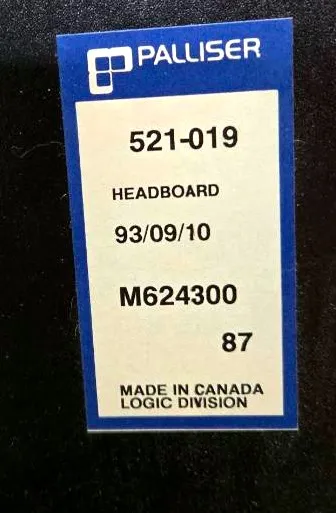 PALLISER
521-019
HEADBOARD
93/09/10
M624300
87
MADE IN CANADA
LOGIC DIVISION